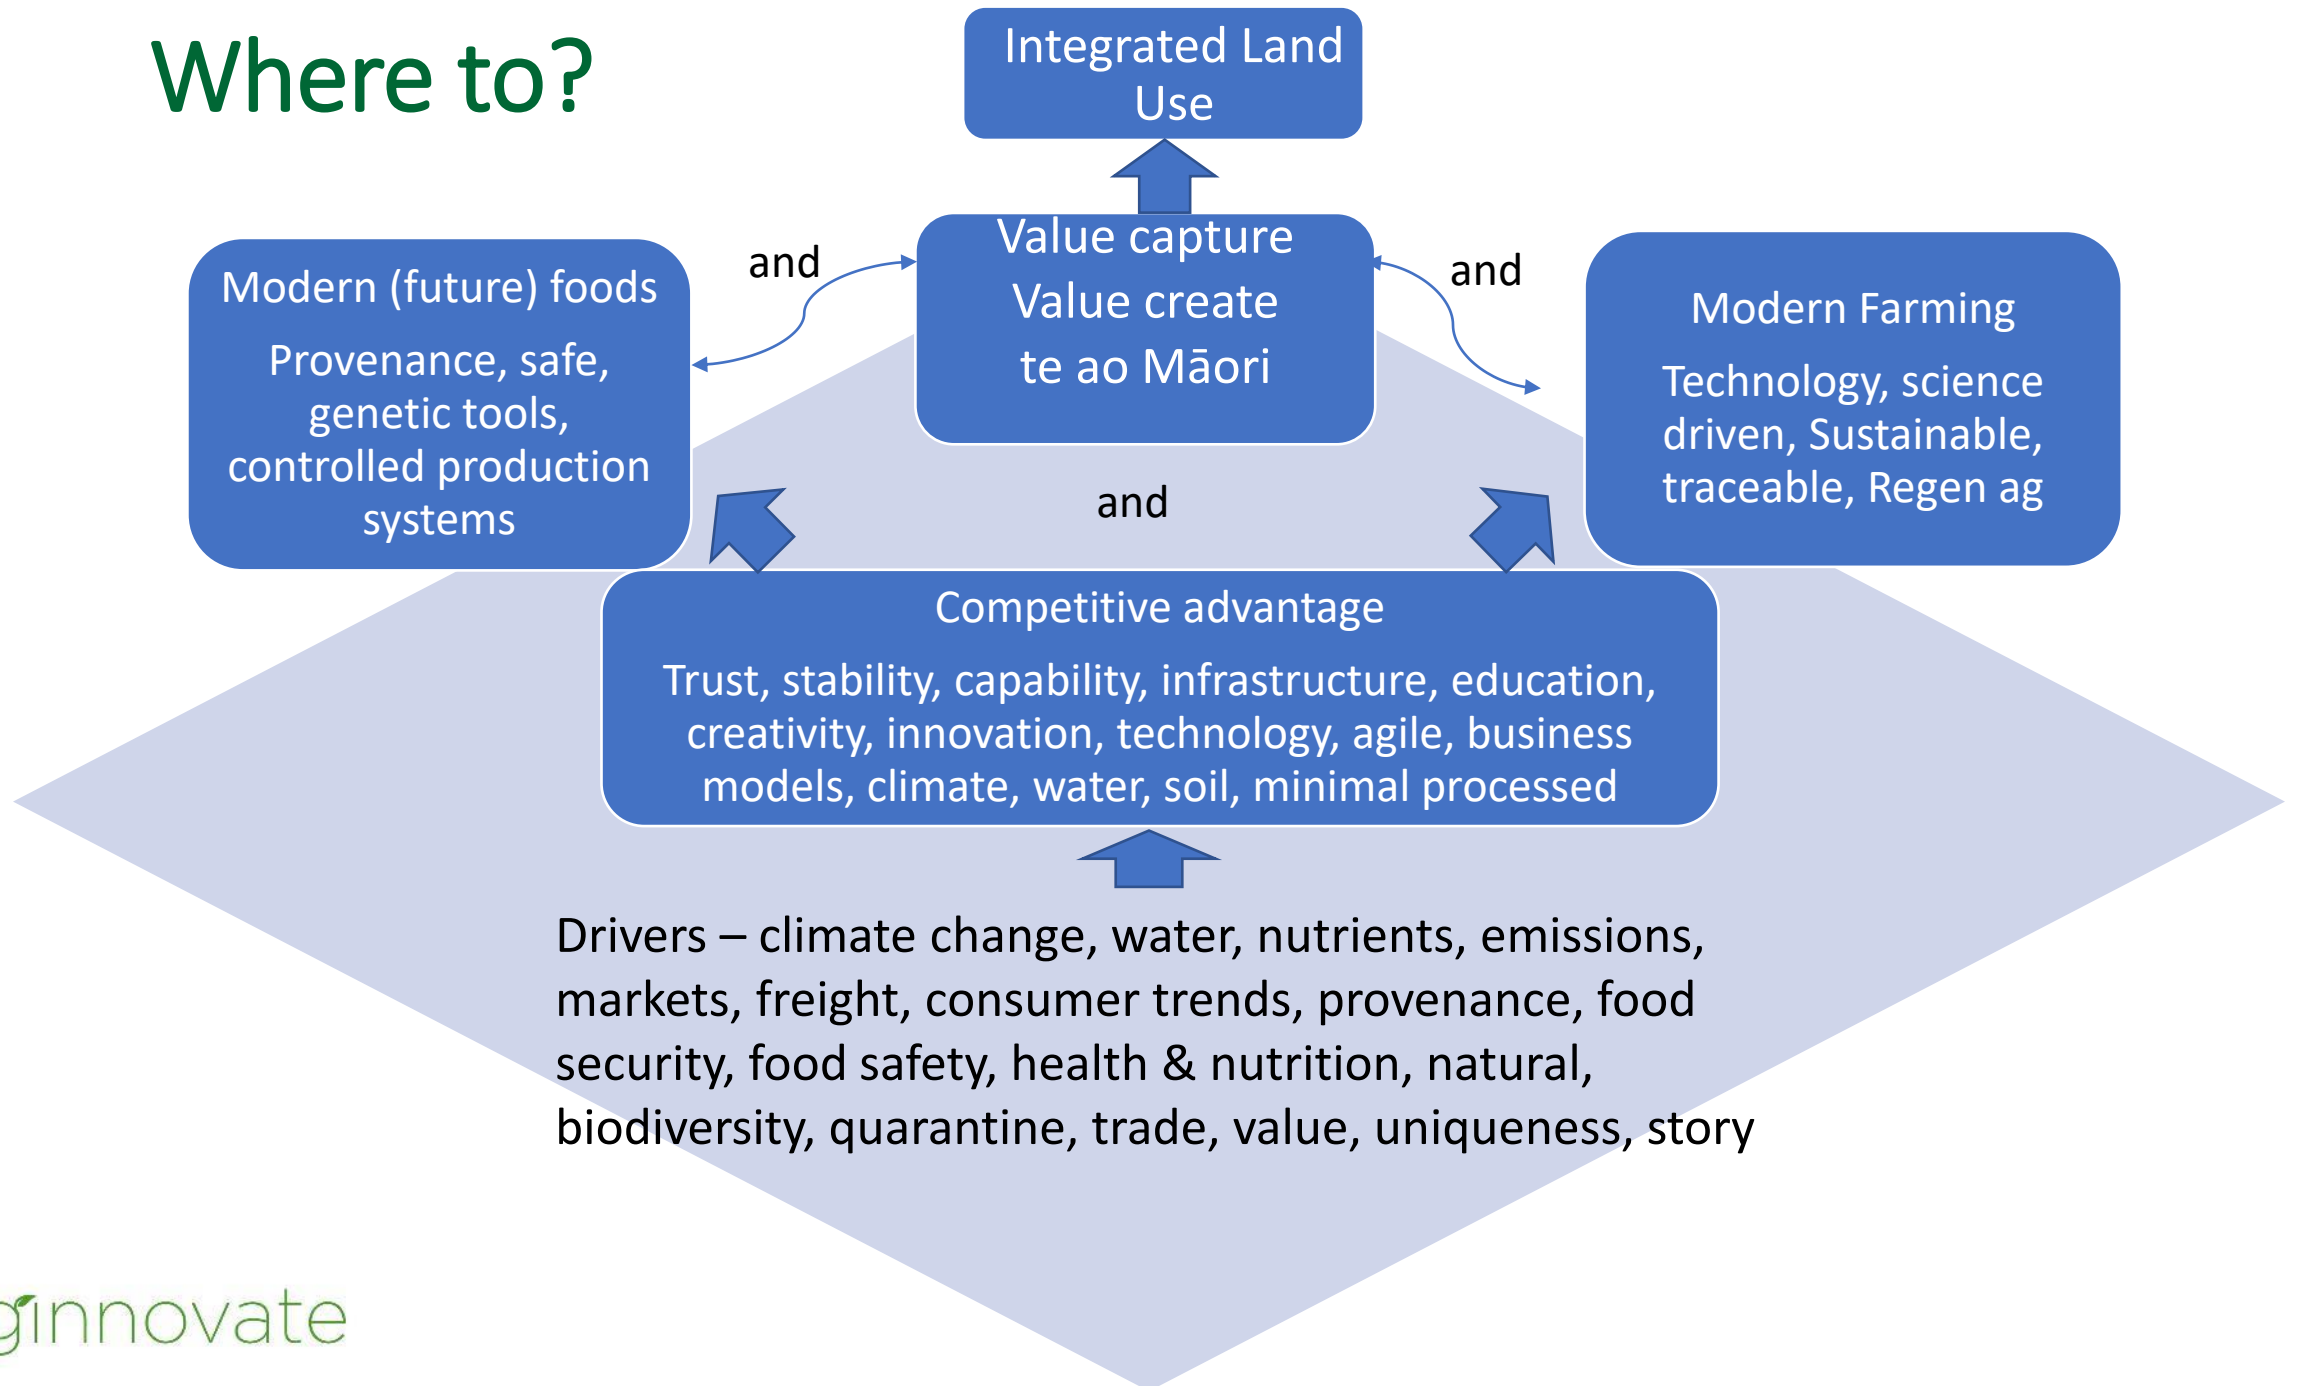 Where to?
Integrated Land
Use
and
Value capture
Value create
te ao Māori
and
Modern (future) foods
Provenance, safe,
genetic tools,
controlled production
systems
Modern Farming
Technology, science
driven, Sustainable,
traceable, Regen ag
and
Competitive advantage
Trust, stability, capability, infrastructure, education,
creativity, innovation, technology, agile, business
models, climate, water, soil, minimal processed
Drivers – climate change, water, nutrients, emissions,
markets, freight, consumer trends, provenance, food
security, food safety, health & nutrition, natural,
biodiversity, quarantine, trade, value, uniqueness, story
ginnovate